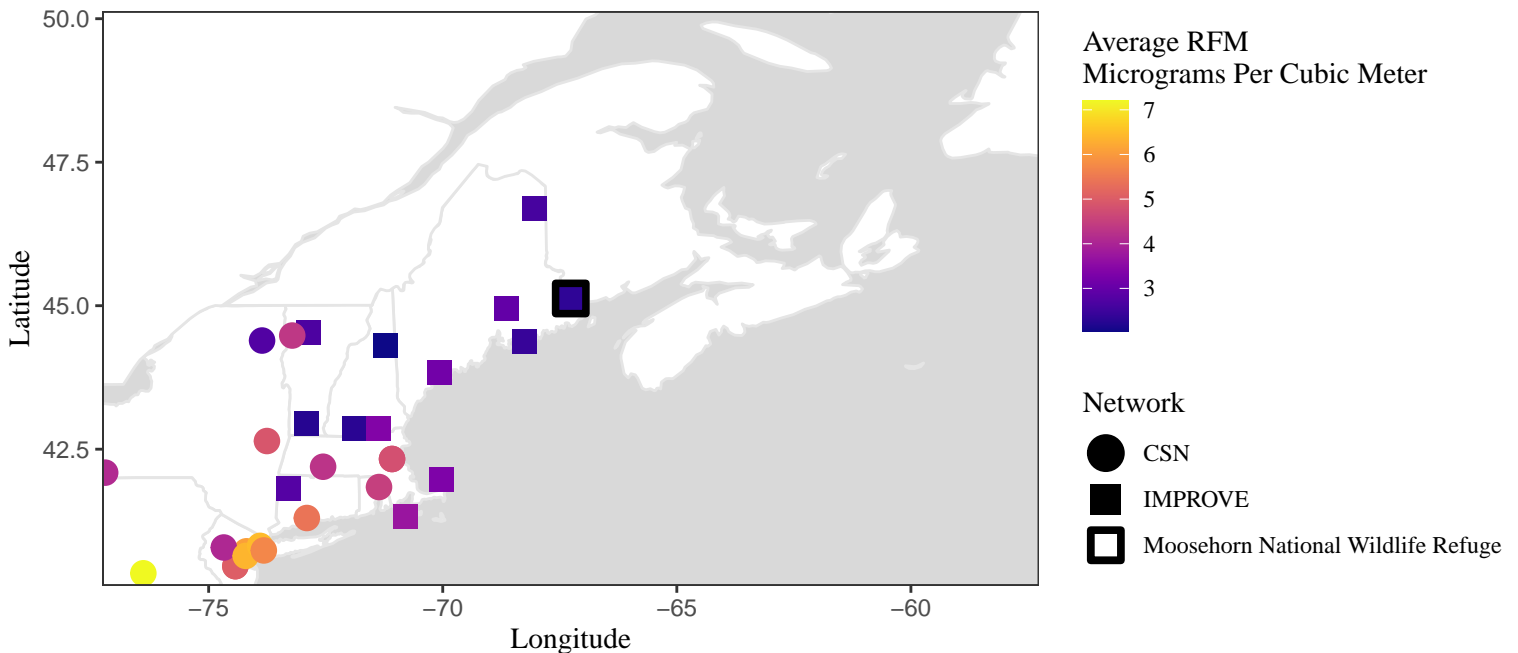 50.0
47.5
45.0
42.5
Latitude
−75
−70
−65
−60
Longitude
Average RFM
Micrograms Per Cubic Meter
7
6
5
4
3
Network
CSN
IMPROVE
Moosehorn National Wildlife Refuge